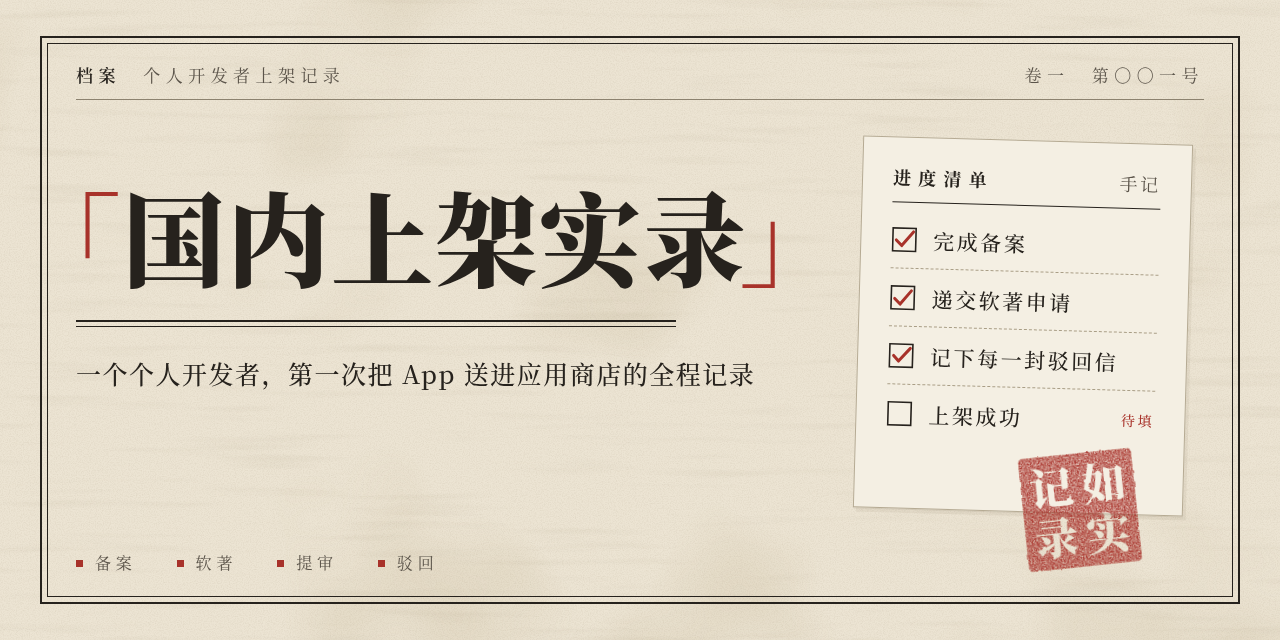 档案 个人开发者上架记录
卷一 第〇〇一号
「国内上架实录」
一个个人开发者，第一次把 App 送进应用商店的全程记录
进度清单 手记
完成备案
递交软著申请
记下每一封驳回信
上架成功 待填
如实记录
备案 软著 提审 驳回